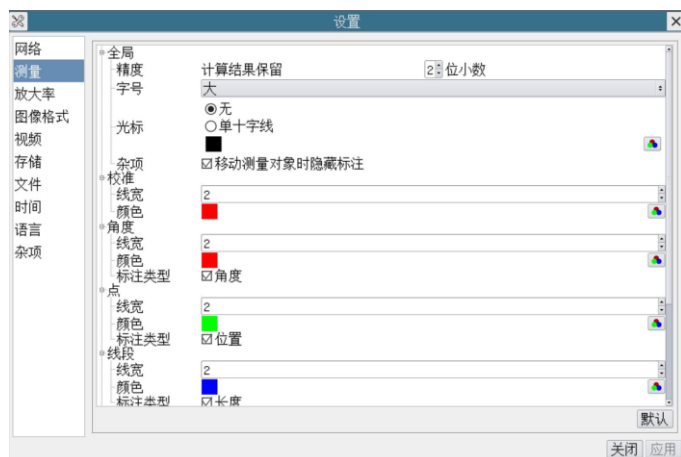 设置
网络
测量
放大率
图像格式
视频
存储
文件
时间
语言
杂项
全局
精度 计算结果保留 2 位小数
字号 大
光标 无
单十字线
杂项 移动测量对象时隐藏标注
校准
线宽 2
颜色
角度
线宽 2
颜色
标注类型 角度
点
线宽 2
颜色
标注类型 位置
线段
线宽 2
颜色
标注类型 长度
默认
关闭 应用